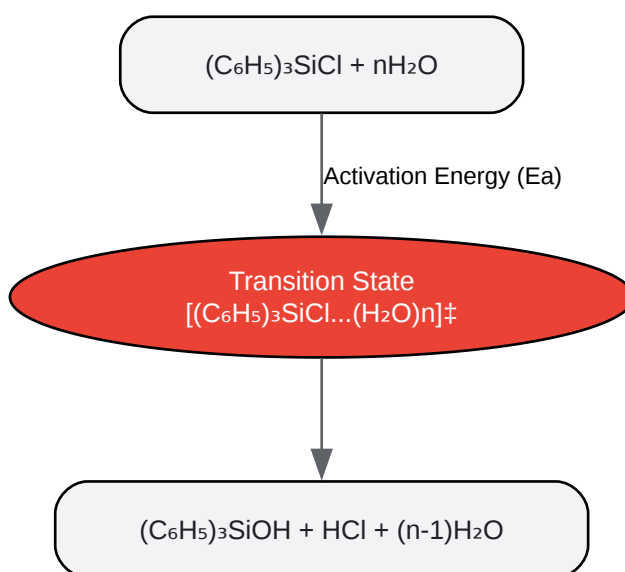 (C₆H₅)₃SiCl + nH₂O
Activation Energy (Ea)
Transition State
[(C₆H₅)₃SiCl...(H₂O)n]‡
(C₆H₅)₃SiOH + HCl + (n-1)H₂O